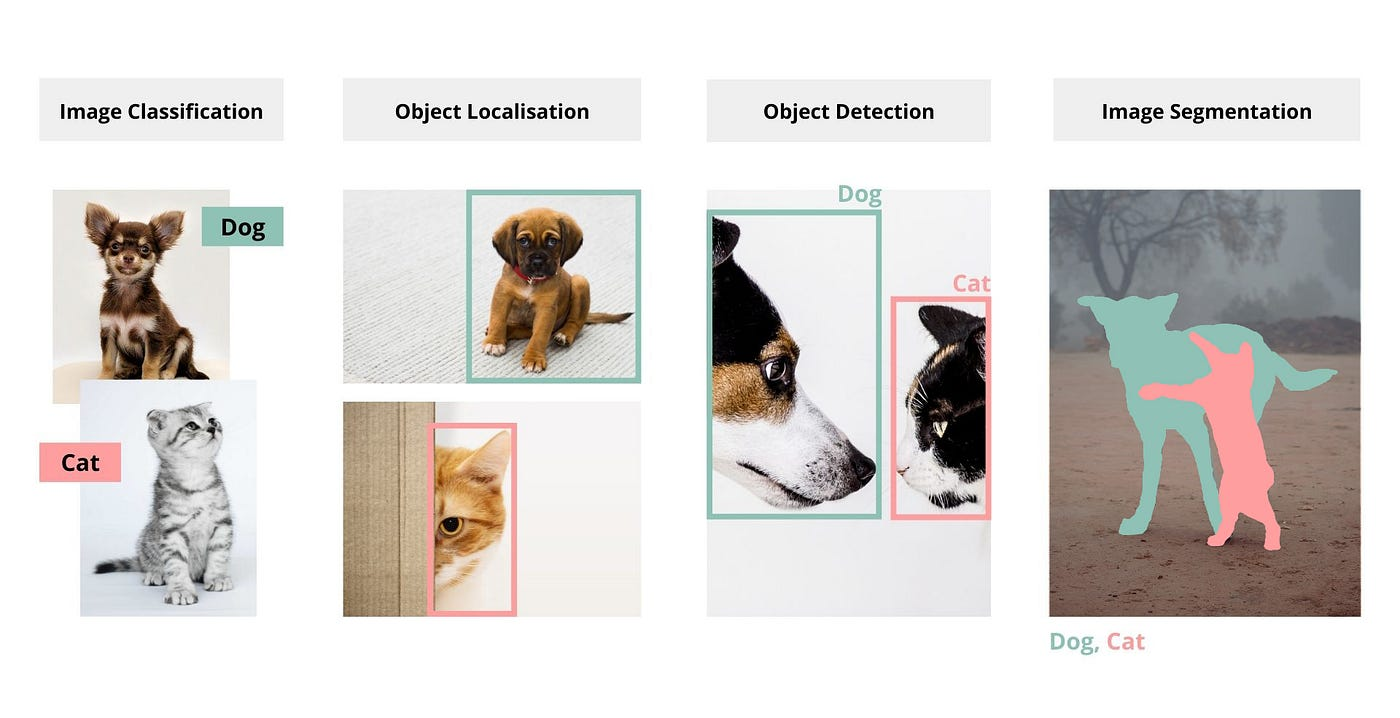 Image Classification
Object Localisation
Object Detection
Image Segmentation
Dog
Cat
Dog
Cat
Dog, Cat